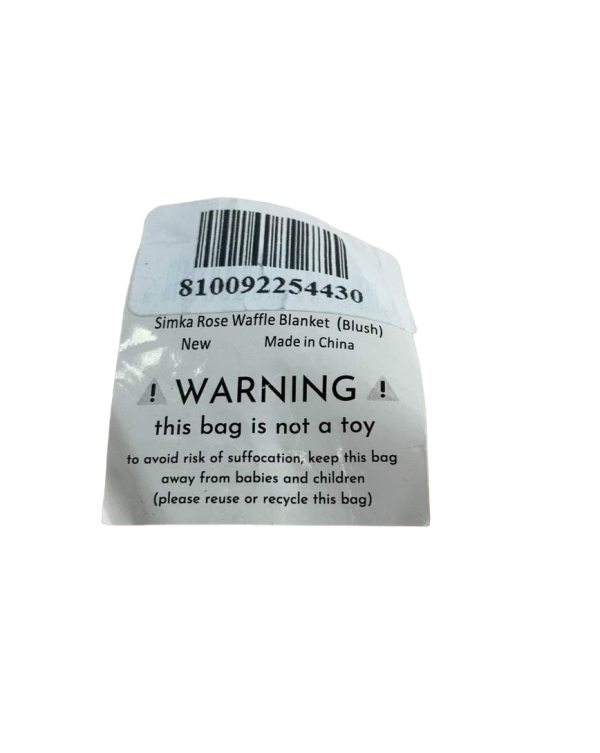 810092254430
Simka Rose Waffle Blanket (Blush)
New Made in China
! WARNING !
this bag is not a toy
to avoid risk of suffocation, keep this bag
away from babies and children
(please reuse or recycle this bag)